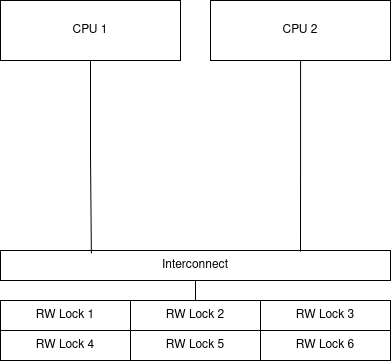 CPU 1
CPU 2
Interconnect
RW Lock 1
RW Lock 2
RW Lock 3
RW Lock 4
RW Lock 5
RW Lock 6